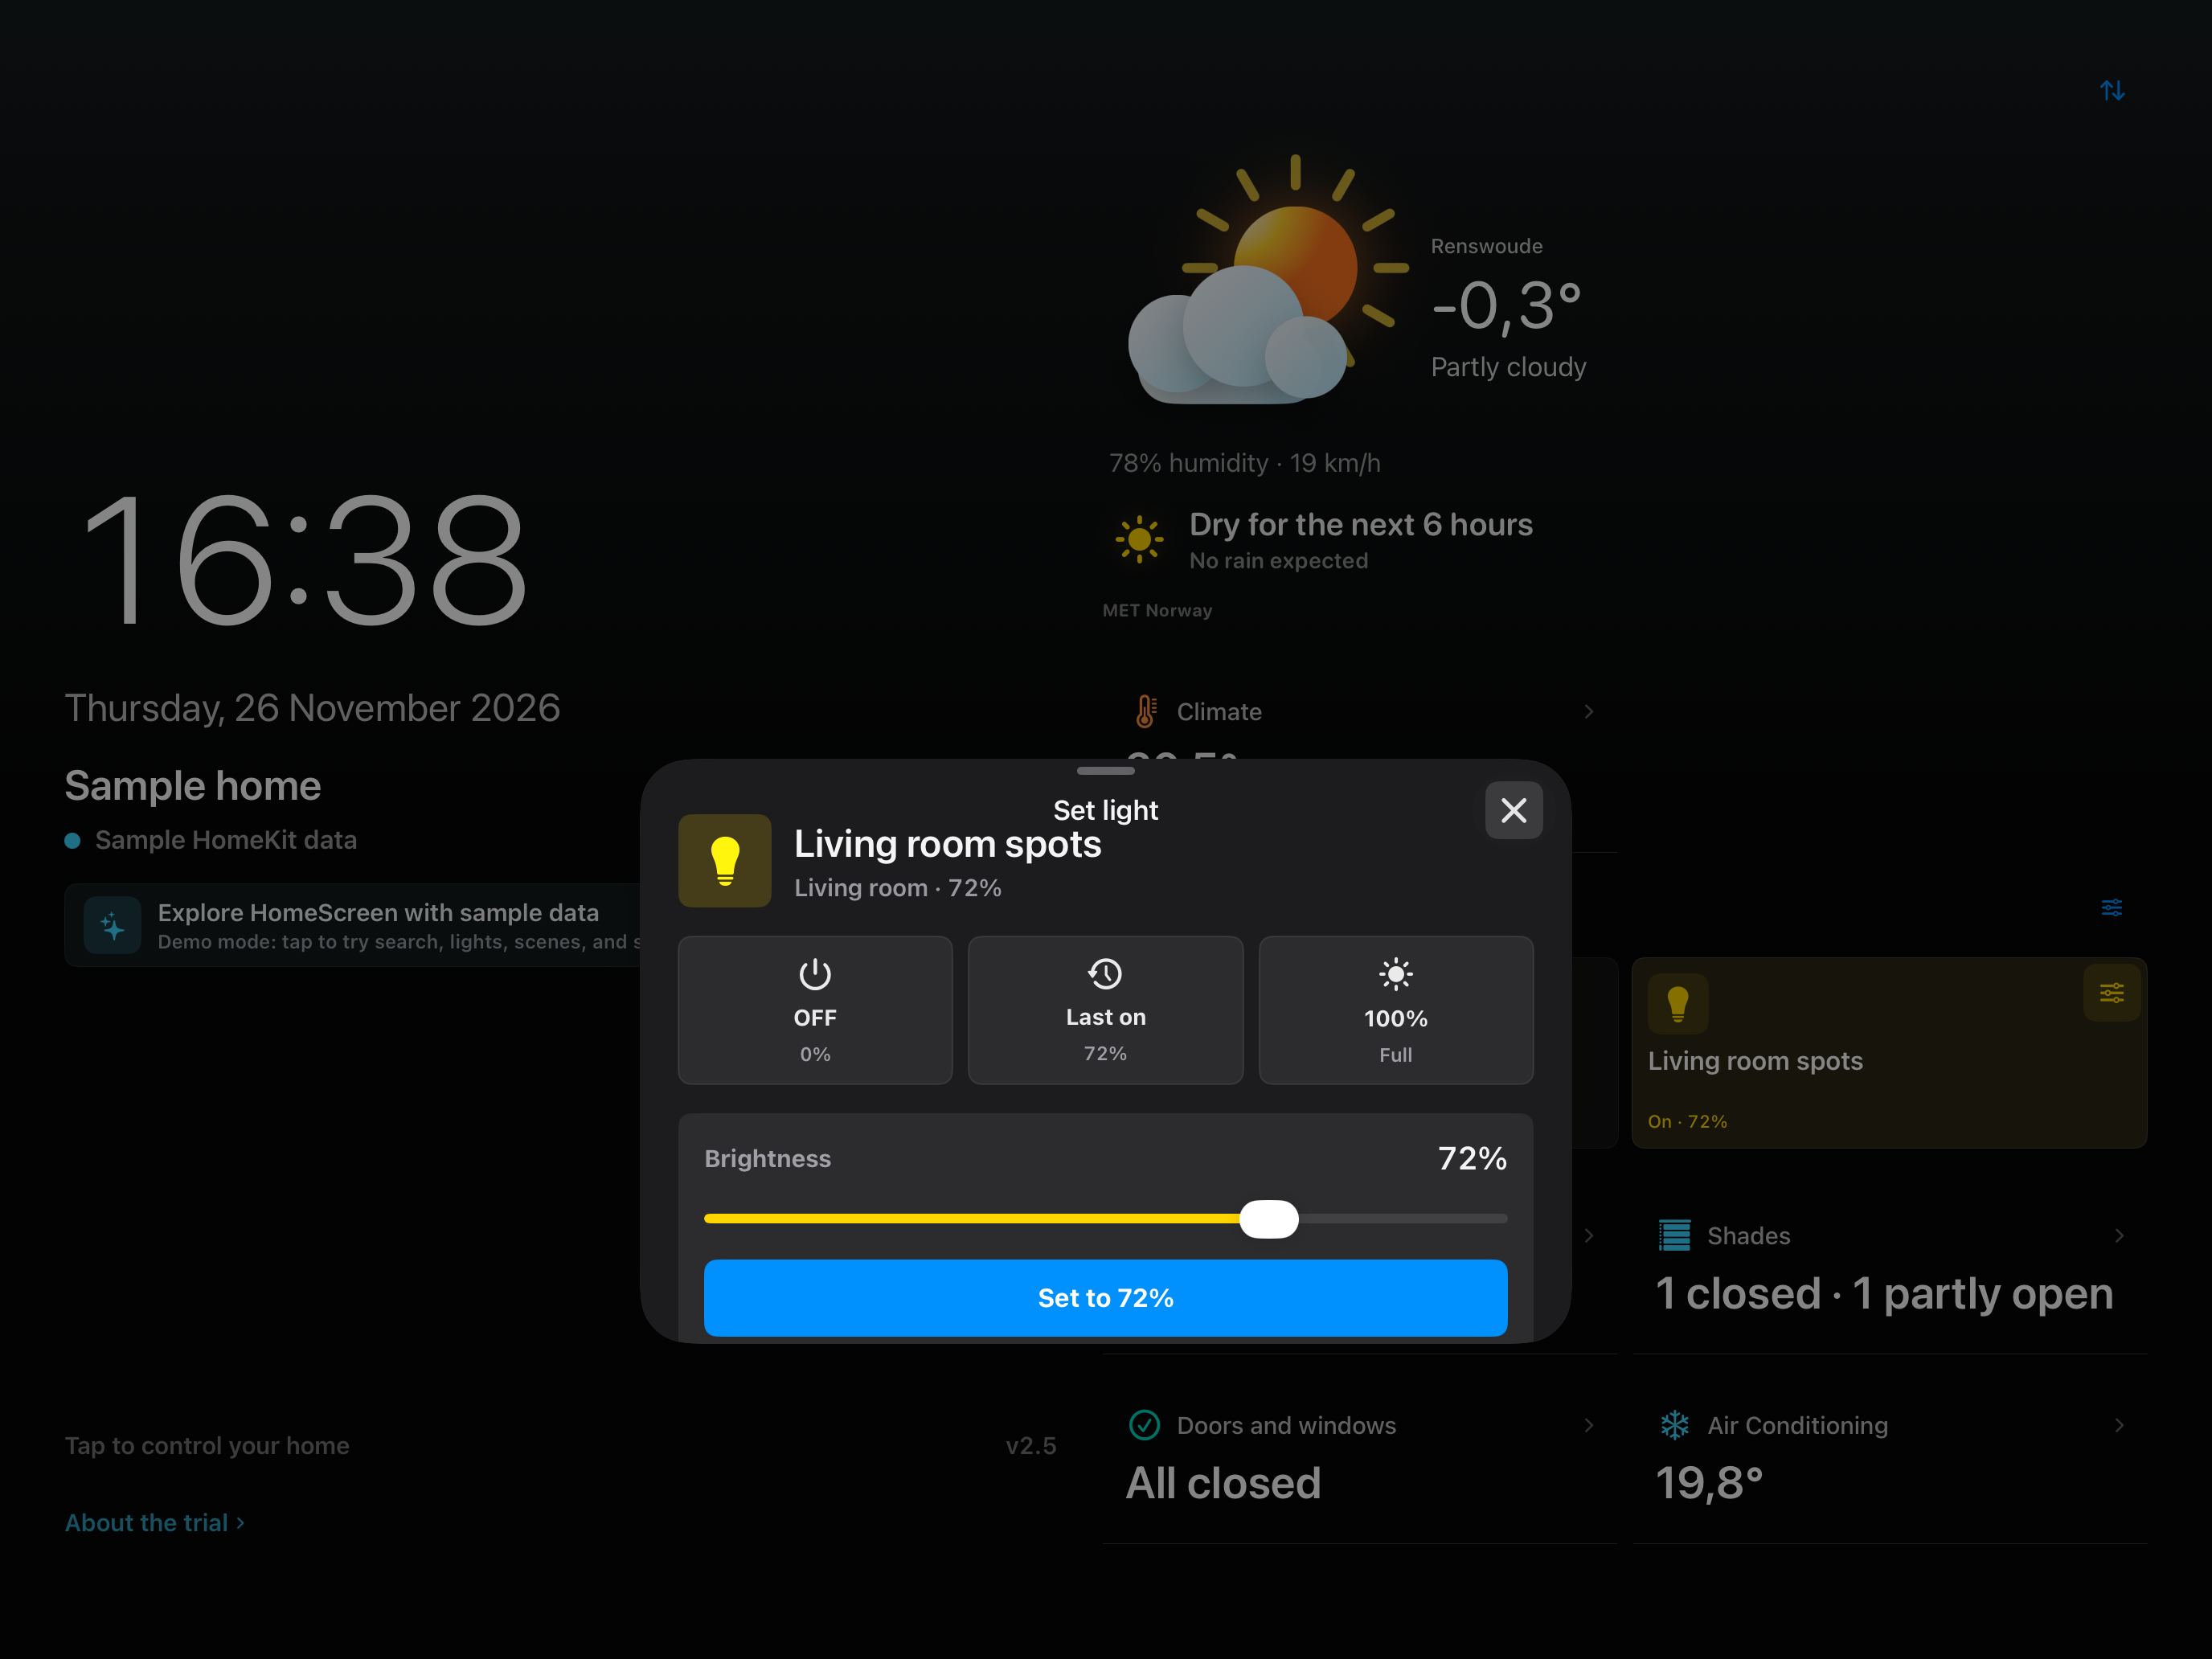 Renswoude
-0,3°
Partly cloudy
78% humidity · 19 km/h
Dry for the next 6 hours
No rain expected
MET Norway
16:38
Thursday, 26 November 2026
Sample home
Sample HomeKit data
Explore HomeScreen with sample data
Demo mode: tap to try search, lights, scenes, and
Climate
Set light
Living room spots
Living room · 72%
OFF
0%
Last on
72%
100%
Full
Brightness
72%
Set to 72%
Living room spots
On · 72%
Shades
1 closed · 1 partly open
Doors and windows
All closed
Air Conditioning
19,8°
Tap to control your home
v2.5
About the trial